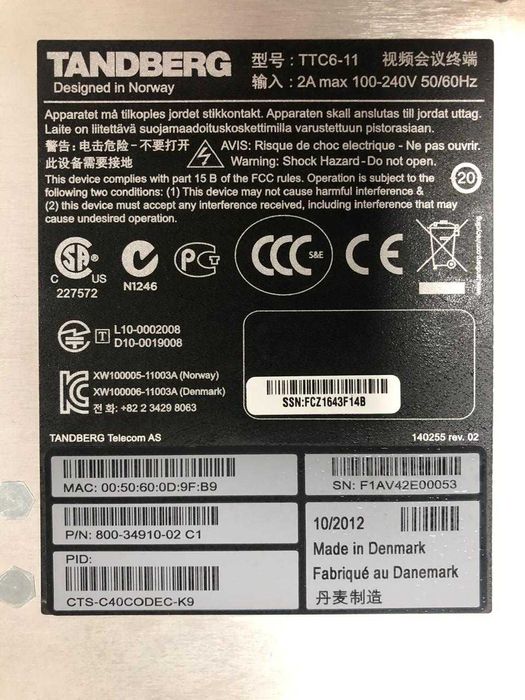 TANDBERG
Designed in Norway
型号：TTC6-11 视频会议终端
输入：2A max 100-240V 50/60Hz
Apparatet må tilkoples jordet stikkontakt. Apparaten skall anslutas till jordat uttag.
Laite on liitettävä suojamaadoituskoskettimilla varustettuun pistorasiaan.
警告：电击危险 - 不要打开
此设备需要接地
AVIS: Risque de choc electrique - Ne pas ouvrir.
Warning: Shock Hazard - Do not open.
This device complies with part 15 B of the FCC rules. Operation is subject to the
following two conditions: (1) This device may not cause harmful interference &
(2) this device must accept any interference received, including interference that may
cause undesired operation.
20
C US
227572
N1246
CCC S&E
CE
T
L10-0002008
D10-0019008
XW100005-11003A (Norway)
XW100006-11003A (Denmark)
전화: +82 2 3429 8063
SSN:FCZ1643F14B
TANDBERG Telecom AS
140255 rev. 02
MAC: 00:50:60:0D:9F:B9
SN: F1AV42E00053
P/N: 800-34910-02 C1
PID:
CTS-C40CODEC-K9
10/2012
Made in Denmark
Fabriqué au Danemark
丹麦制造